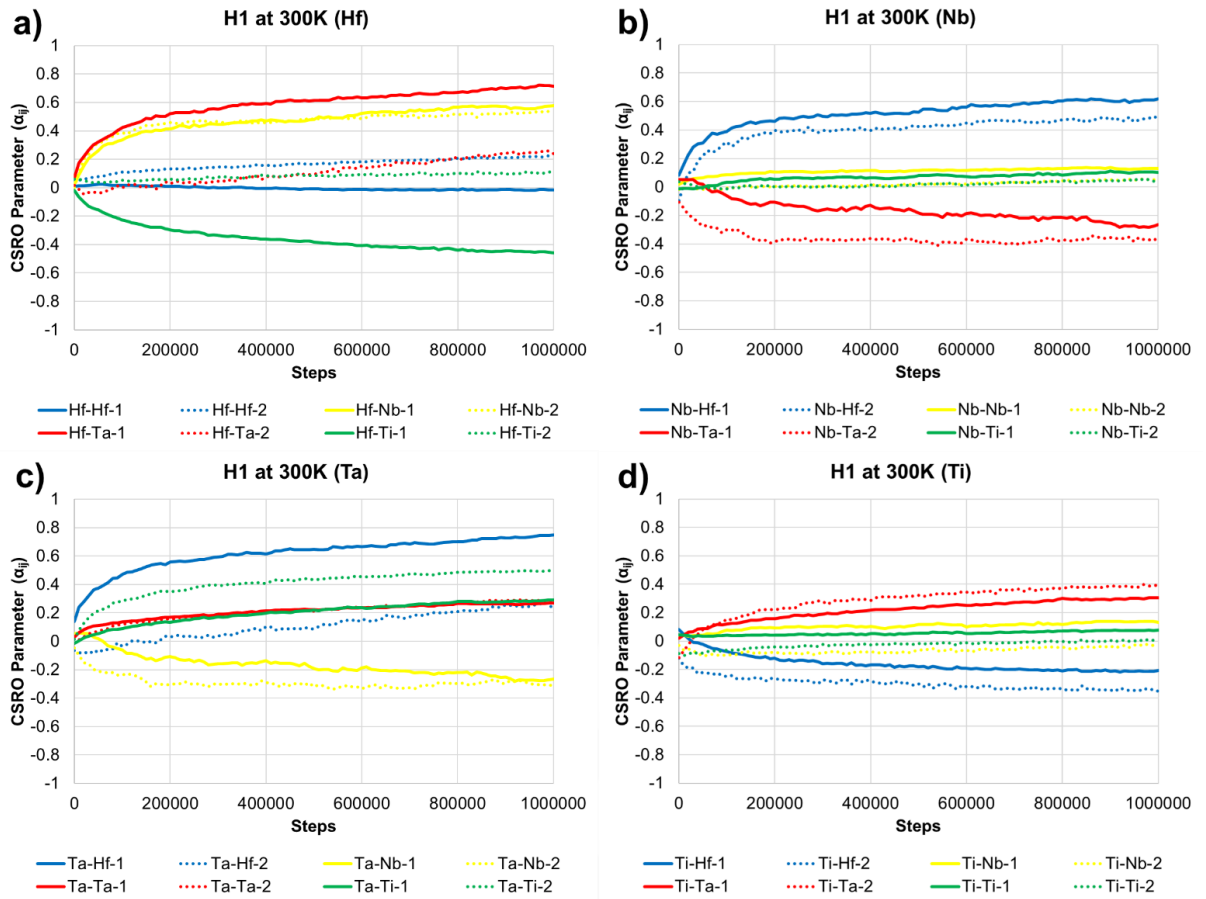 a)
H1 at 300K (Hf)
CSRO Parameter (αij)
1
0.8
0.6
0.4
0.2
0
-0.2
-0.4
-0.6
-0.8
-1
0 200000 400000 600000 800000 1000000
Steps
Hf-Hf-1 Hf-Hf-2 Hf-Nb-1 Hf-Nb-2
Hf-Ta-1 Hf-Ta-2 Hf-Ti-1 Hf-Ti-2
b)
H1 at 300K (Nb)
CSRO Parameter (αij)
1
0.8
0.6
0.4
0.2
0
-0.2
-0.4
-0.6
-0.8
-1
0 200000 400000 600000 800000 1000000
Steps
Nb-Hf-1 Nb-Hf-2 Nb-Nb-1 Nb-Nb-2
Nb-Ta-1 Nb-Ta-2 Nb-Ti-1 Nb-Ti-2
c)
H1 at 300K (Ta)
CSRO Parameter (αij)
1
0.8
0.6
0.4
0.2
0
-0.2
-0.4
-0.6
-0.8
-1
0 200000 400000 600000 800000 1000000
Steps
Ta-Hf-1 Ta-Hf-2 Ta-Nb-1 Ta-Nb-2
Ta-Ta-1 Ta-Ta-2 Ta-Ti-1 Ta-Ti-2
d)
H1 at 300K (Ti)
CSRO Parameter (αij)
1
0.8
0.6
0.4
0.2
0
-0.2
-0.4
-0.6
-0.8
-1
0 200000 400000 600000 800000 1000000
Steps
Ti-Hf-1 Ti-Hf-2 Ti-Nb-1 Ti-Nb-2
Ti-Ta-1 Ti-Ta-2 Ti-Ti-1 Ti-Ti-2